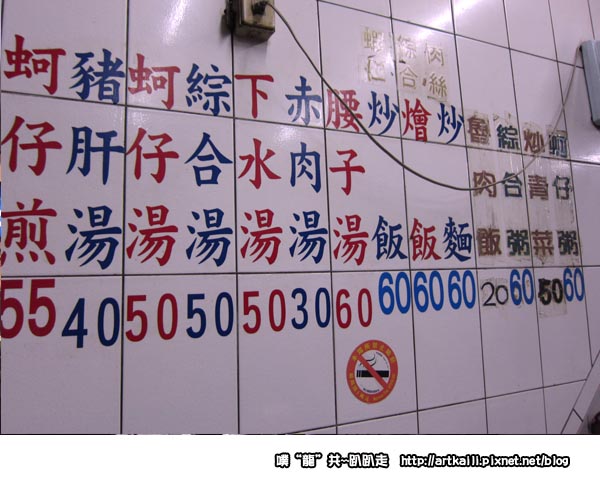 蚵仔煎 55
豬肝湯 40
蚵仔湯 50
綜合湯 50
下水湯 50
赤肉湯 30
腰子湯 60
蝦仁
綜合
肉絲
炒飯 60
燴飯 60
炒麵 60
魯肉飯 20
綜合粥 60
炒青菜 50
蚵仔粥 60
噗“龍”共~趴趴走 http://artka111.pixnet.net/blog